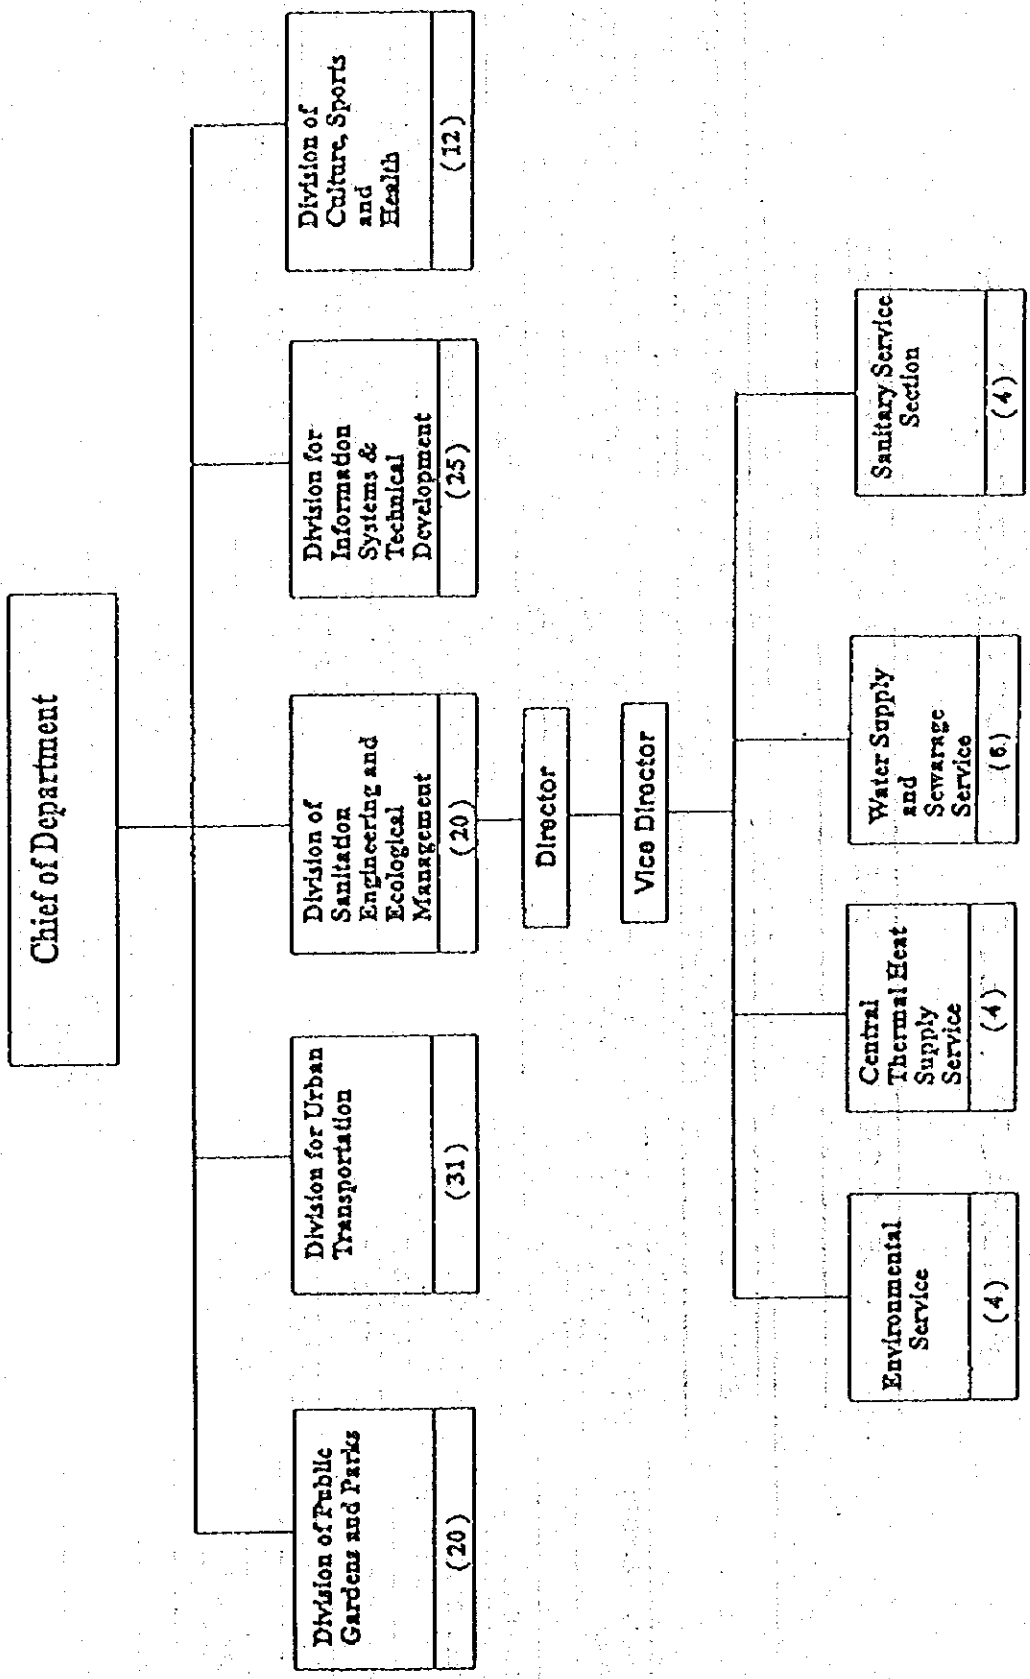 Chief of Department
Division of Public
Gardens and Parks
(20)
Division for Urban
Transportation
(31)
Division of
Sanitation
Engineering and
Ecological
Management
(20)
Division for
Information
Systems &
Technical
Development
(25)
Division of
Culture, Sports
and
Health
(12)
Director
Vice Director
Environmental
Service
(4)
Central
Thermal Heat
Supply
Service
(4)
Water Supply
and
Sewarage
Service
(6)
Sanitary Service
Section
(4)